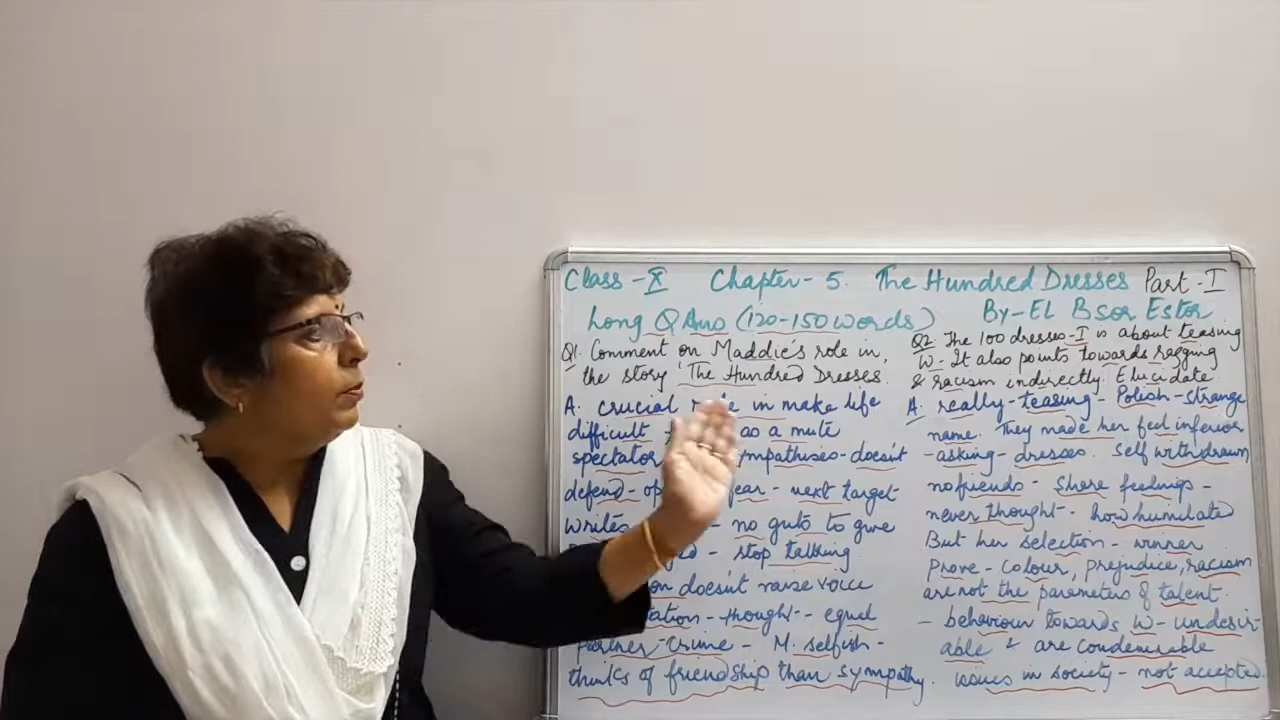 Class - X Chapter - 5. The Hundred Dresses Part - I
Long Q Ans (120-150 words) By - EL Bsor Ester
Q1. Comment on Maddie's role in
the story 'The Hundred Dresses.
A. crucial in make life
difficult as a mute
spectator sympathises - doesn't
defend - fear - next target
writes - no guts to give
- stop talking
doesn't raise voice
- thought - equal
Partner - crime - M. selfish -
thinks of friendship than sympathy.
Q2 The 100 dresses - I is about teasing
W - It also points towards ragging
& racism indirectly. Elucidate
A. really - teasing - Polish - strange
name. They made her feel inferior
- asking - dresses. Self withdrawn
no friends - share feelings -
never thought - how humulated
But her selection - winner
Prove - colour, prejudice, racism
are not the parameters of talent.
- behaviour towards W - undesir-
able & are condemnable
issues in society - not accepted.